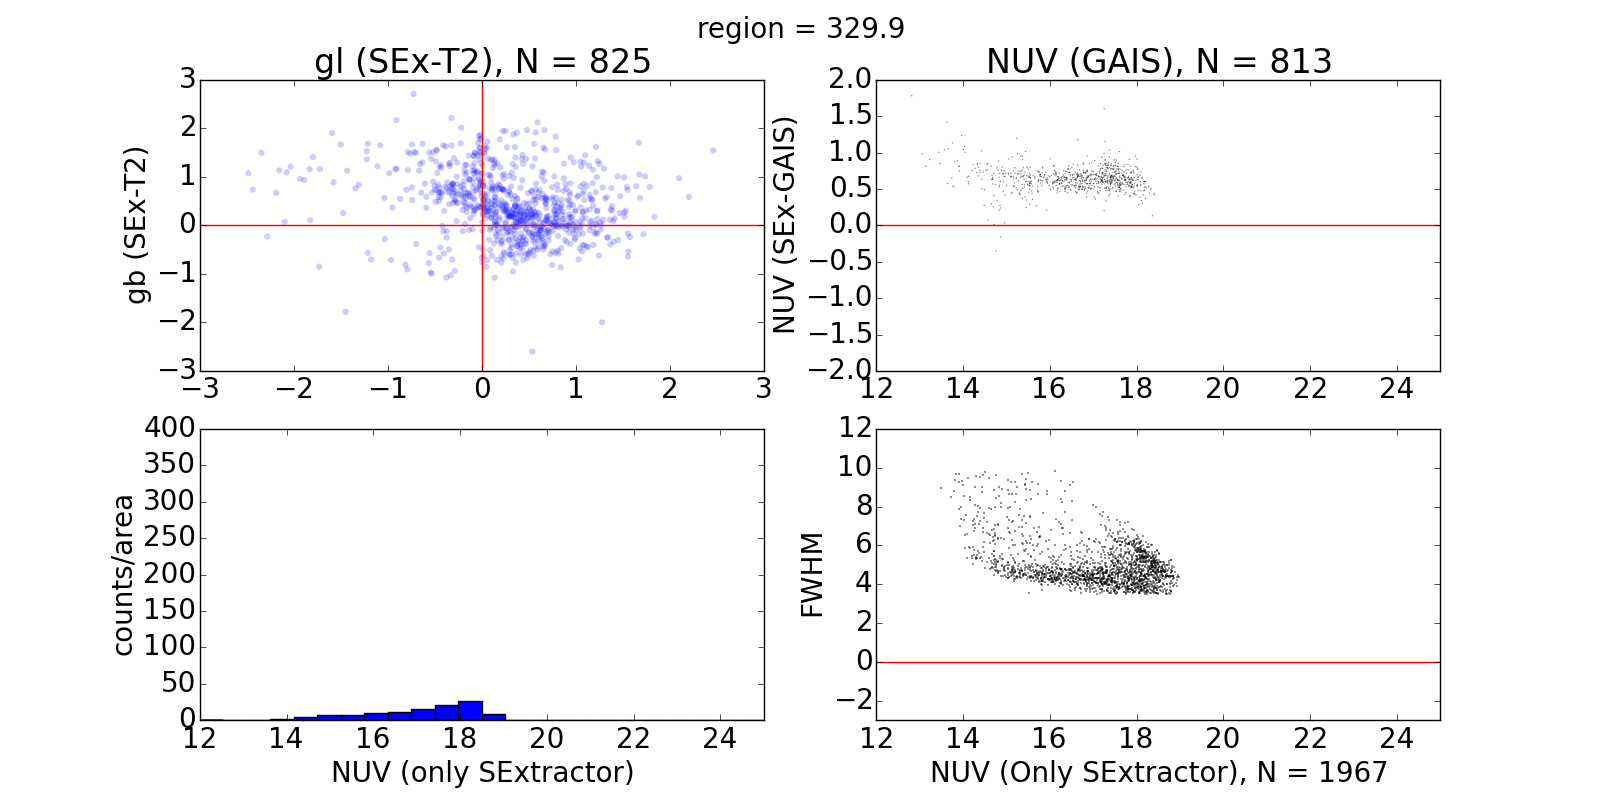 region = 329.9
gl (SEx-T2), N = 825
3
2
1
0
−1
−2
−3
gb (SEx-T2)
−3 −2 −1 0 1 2 3
NUV (GAIS), N = 813
2.0
1.5
1.0
0.5
0.0
−0.5
−1.0
−1.5
−2.0
NUV (SEx-GAIS)
12 14 16 18 20 22 24
400
350
300
250
200
150
100
50
0
counts/area
12 14 16 18 20 22 24
NUV (only SExtractor)
12
10
8
6
4
2
0
−2
FWHM
12 14 16 18 20 22 24
NUV (Only SExtractor), N = 1967